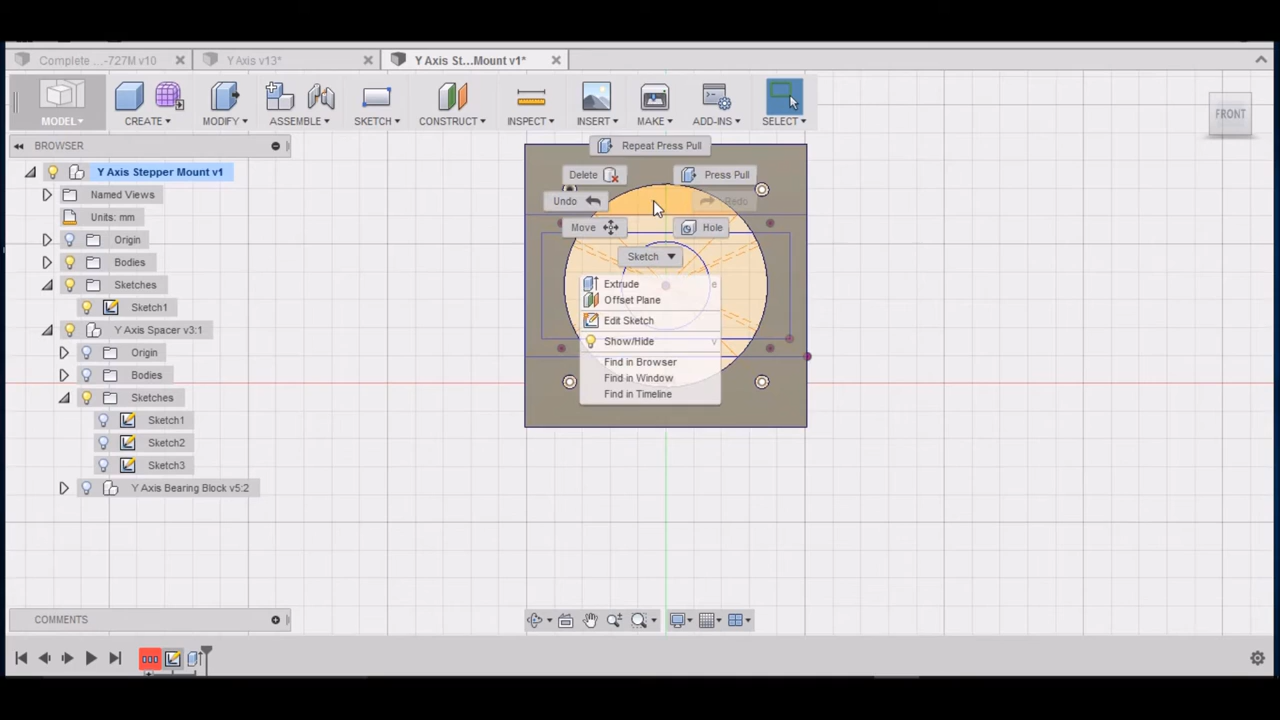 Complete ...-727M v10
Y Axis v13*
Y Axis St...Mount v1*
MODEL
CREATE
MODIFY
ASSEMBLE
SKETCH
CONSTRUCT
INSPECT
INSERT
MAKE
ADD-INS
SELECT
FRONT
BROWSER
Y Axis Stepper Mount v1
Named Views
Units: mm
Origin
Bodies
Sketches
Sketch1
Y Axis Spacer v3:1
Origin
Bodies
Sketches
Sketch1
Sketch2
Sketch3
Y Axis Bearing Block v5:2
Repeat Press Pull
Delete
Press Pull
Undo
Redo
Move
Hole
Sketch
Extrude e
Offset Plane
Edit Sketch
Show/Hide v
Find in Browser
Find in Window
Find in Timeline
COMMENTS